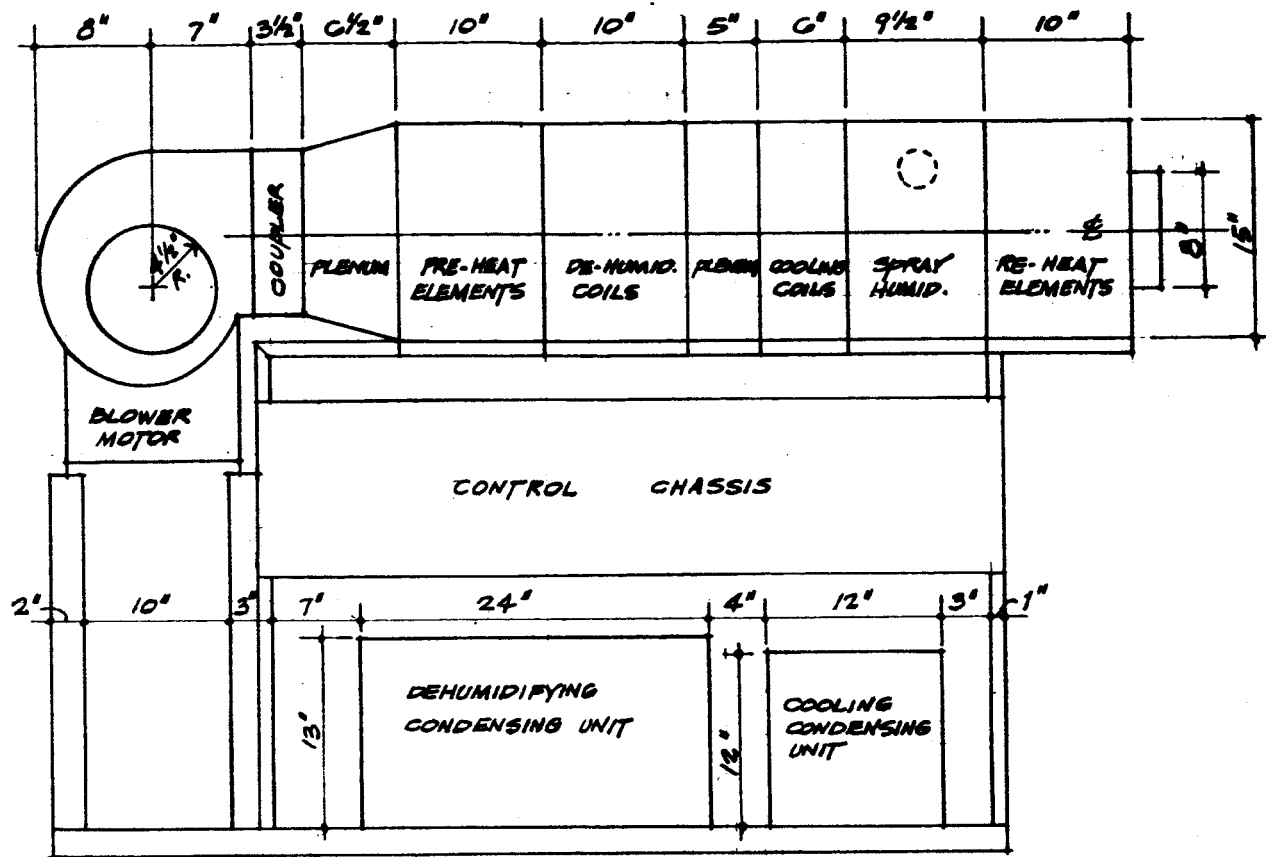 8" 7" 3½" 6½" 10" 10" 5" 6" 9½" 10"
COUPLER
4½"
R.
PLENUM
PRE-HEAT
ELEMENTS
DE-HUMID.
COILS
PLENUM
COOLING
COILS
SPRAY
HUMID.
RE-HEAT
ELEMENTS
℄
8"
15"
BLOWER
MOTOR
CONTROL CHASSIS
2" 10" 3" 7" 24" 4" 12" 3" 1"
13"
DEHUMIDIFYING
CONDENSING UNIT
12"
COOLING
CONDENSING
UNIT